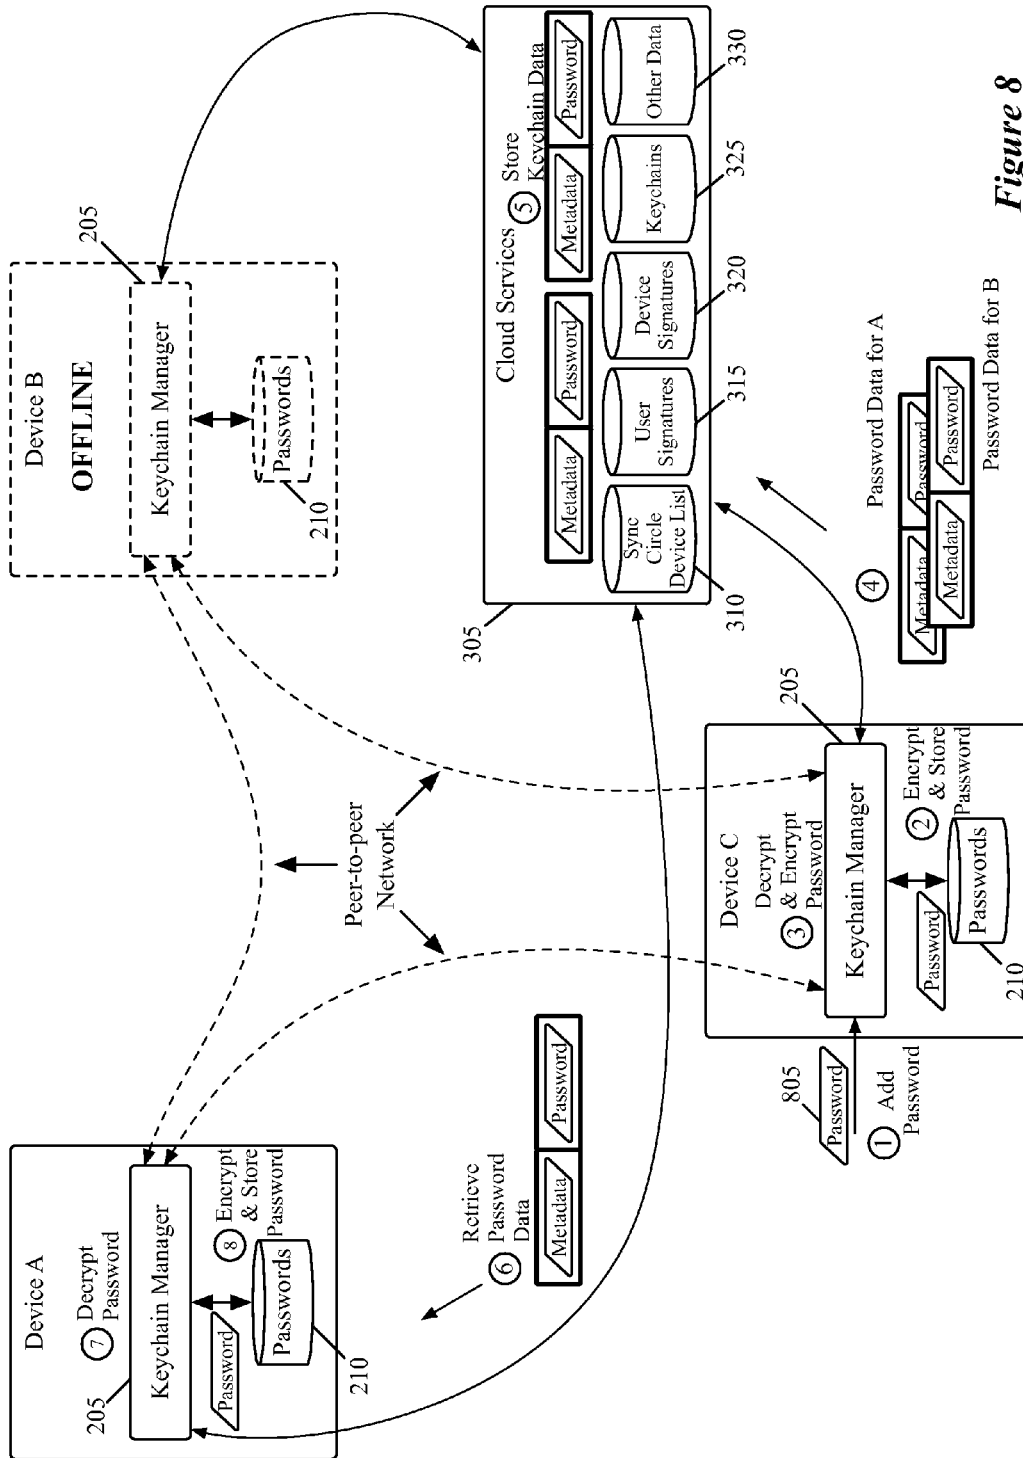 Device A
7
Decrypt
Password
205
Keychain Manager
8
Encrypt
& Store
Password
Password
Passwords
210
Device B
OFFLINE
205
Keychain Manager
Passwords
210
Peer-to-peer
Network
6
Retrieve
Password
Data
Metadata
Password
305
Cloud Services
5
Store
Keychain Data
Metadata
Password
Metadata
Password
Sync
Circle
Device List
User
Signatures
Device
Signatures
Keychains
Other Data
310
315
320
325
330
805
Password
1
Add
Password
Device C
3
Decrypt
& Encrypt
Password
205
Keychain Manager
2
Encrypt
& Store
Password
Password
Passwords
210
4
Password Data for A
Metadata
Password
Metadata
Password
Password Data for B
Figure 8